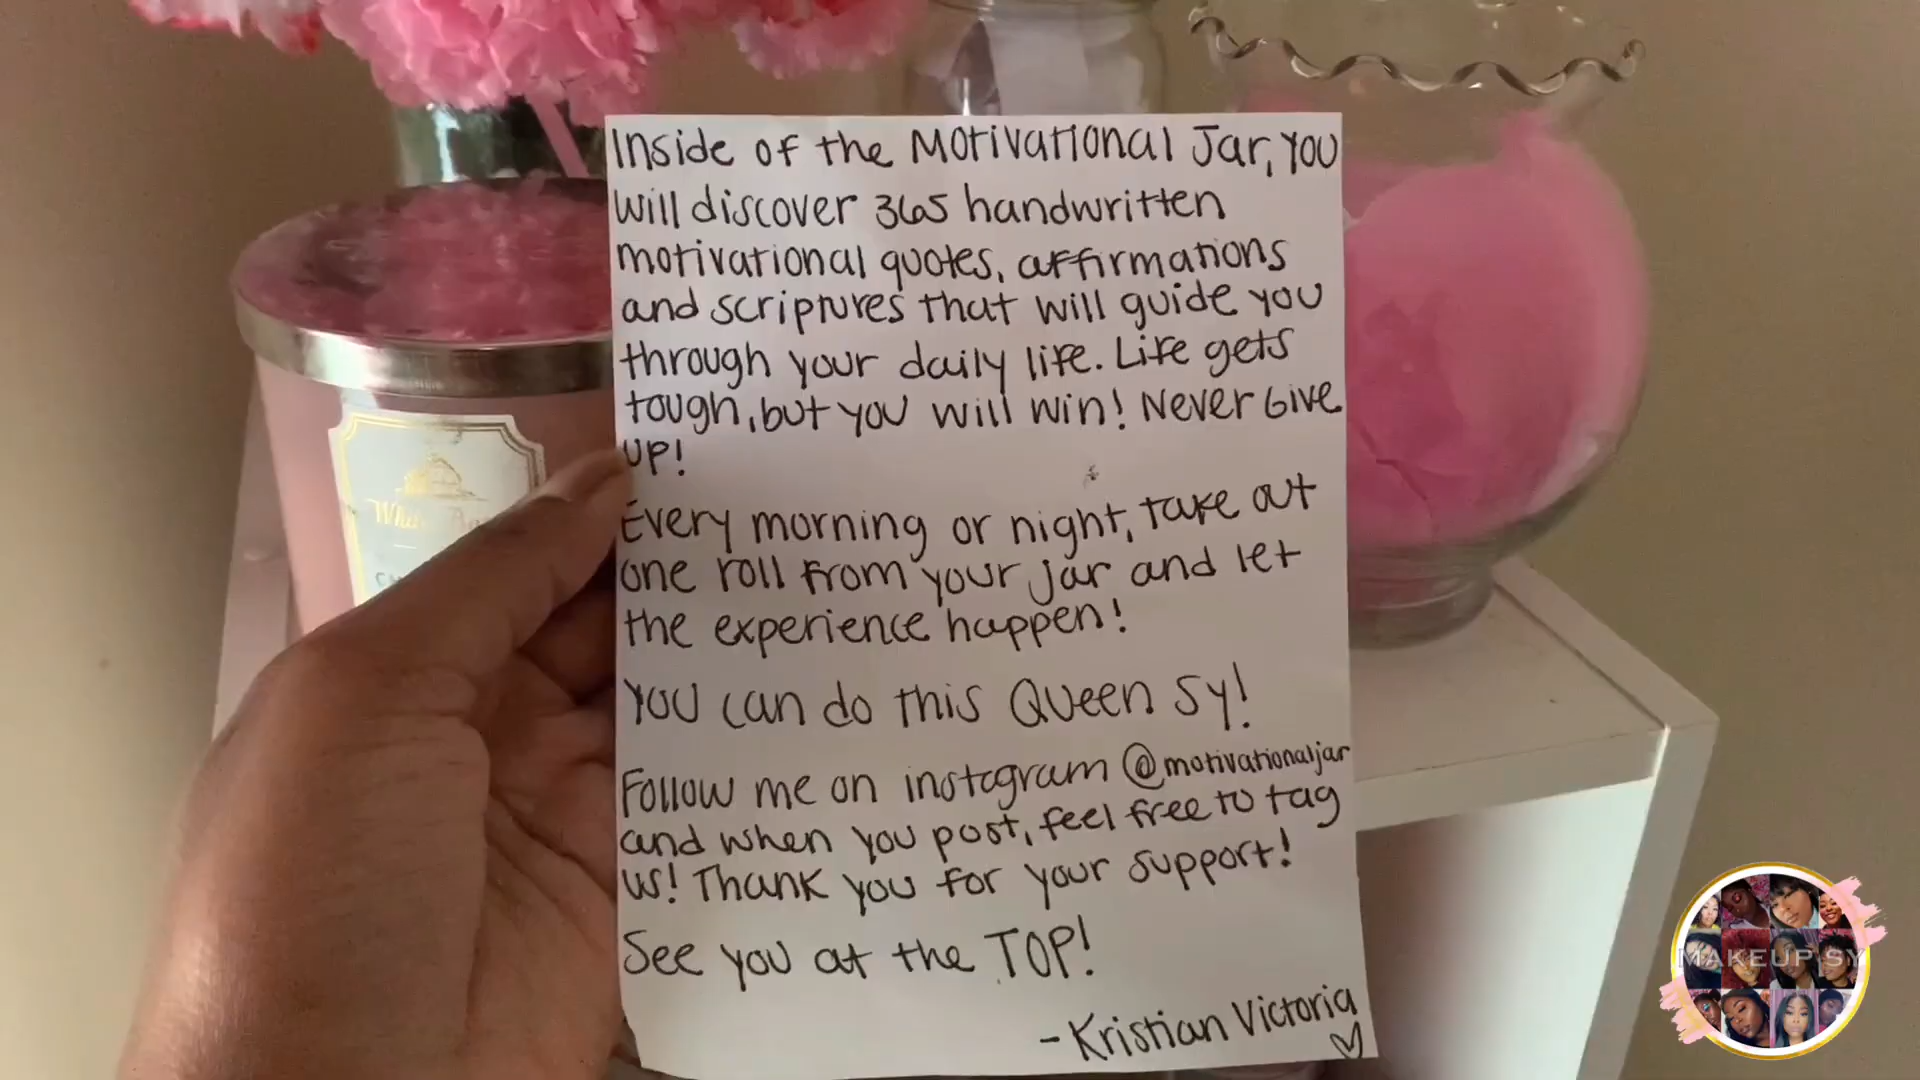 Inside of the Motivational Jar, you
will discover 365 handwritten
motivational quotes, affirmations
and scriptures that will guide you
through your daily life. Life gets
tough, but you will win! Never Give
UP!
Every morning or night, take out
one roll from your jar and let
the experience happen!
You can do this Queen Sy!
Follow me on instagram @motivationaljar
and when you post, feel free to tag
us! Thank you for your support!
See you at the TOP!
- Kristian Victoria
MAKEUP SY